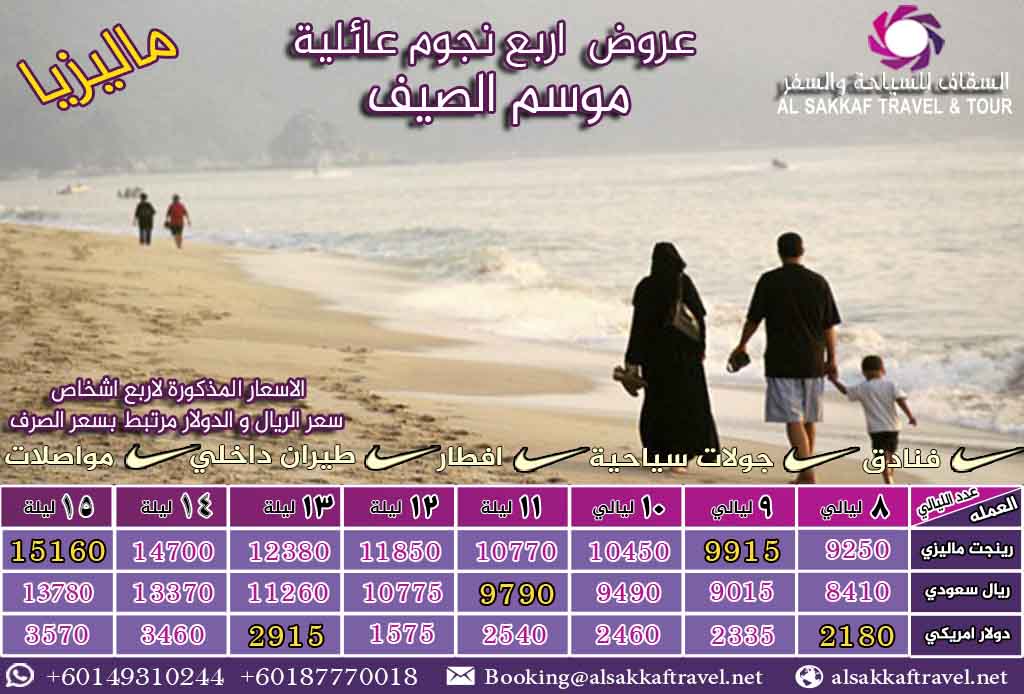 ماليزيا
عروض اربع نجوم عائلية
موسم الصيف
السقاف للسياحة والسفر
AL SAKKAF TRAVEL & TOUR
الاسعار المذكورة لاربع اشخاص
سعر الريال و الدولار مرتبط بسعر الصرف
فنادق جولات سياحية افطار طيران داخلي مواصلات
عدد الليالي العمله ٨ ليالي ٩ ليالي ١٠ ليالي ١١ ليلة ١٢ ليلة ١٣ ليلة ١٤ ليلة ١٥ ليلة
رينجت ماليزي 9250 9915 10450 10770 11850 12380 14700 15160
ريال سعودي 8410 9015 9490 9790 10775 11260 13370 13780
دولار امريكي 2180 2335 2460 2540 1575 2915 3460 3570
+60149310244 +60187770018 Booking@alsakkaftravel.net alsakkaftravel.net